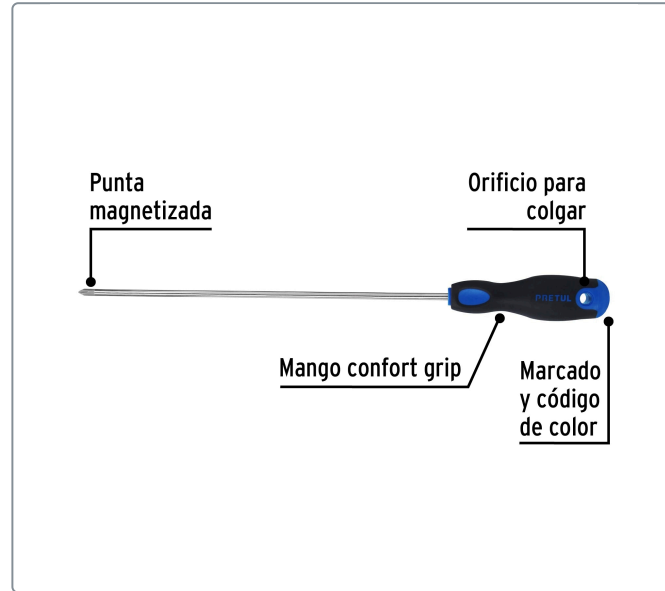 Punta
magnetizada
Orificio para
colgar
PRETUL
Mango confort grip
Marcado
y código
de color